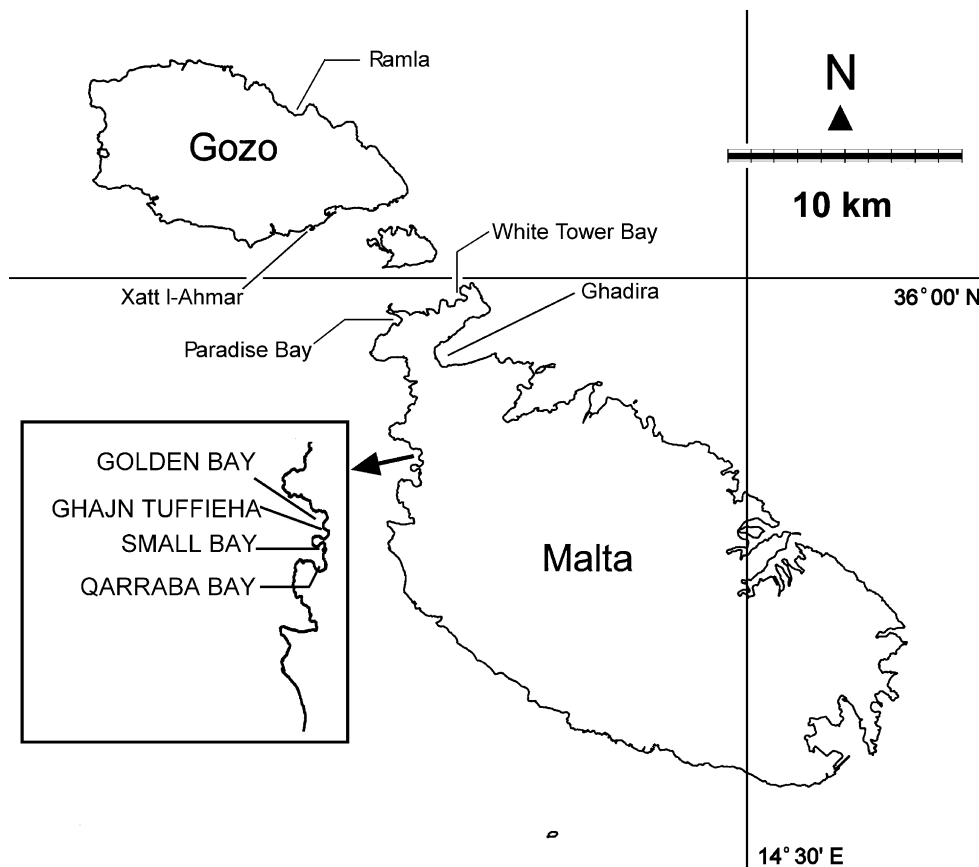 Ramla
N
Gozo
10 km
White Tower Bay
Xatt l-Ahmar
Ghadira
36° 00' N
Paradise Bay
GOLDEN BAY
GHAJN TUFFIEHA
SMALL BAY
QARRABA BAY
Malta
14° 30' E